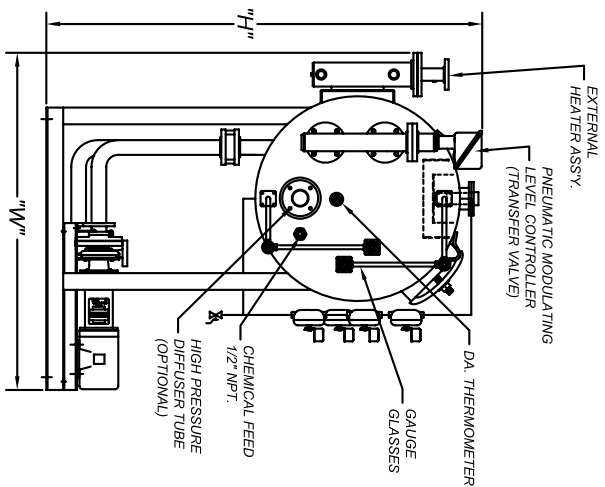 "H"
"W"
EXTERNAL
HEATER ASS'Y.
PNEUMATIC MODULATING
LEVEL CONTROLLER
(TRANSFER VALVE)
DA. THERMOMETER
GAUGE
GLASSES
CHEMICAL FEED
1/2" NPT.
HIGH PRESSURE
DIFFUSER TUBE
(OPTIONAL)